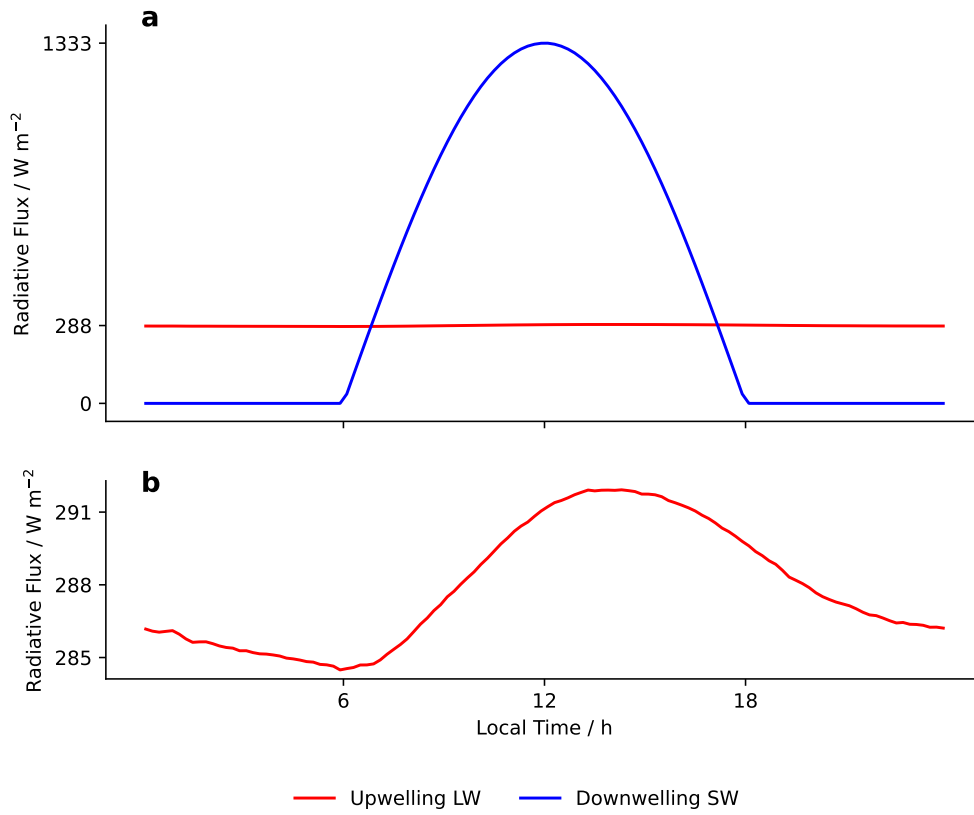 a
Radiative Flux / W m⁻²
1333
288
0
b
Radiative Flux / W m⁻²
291
288
285
6 12 18
Local Time / h
Upwelling LW Downwelling SW